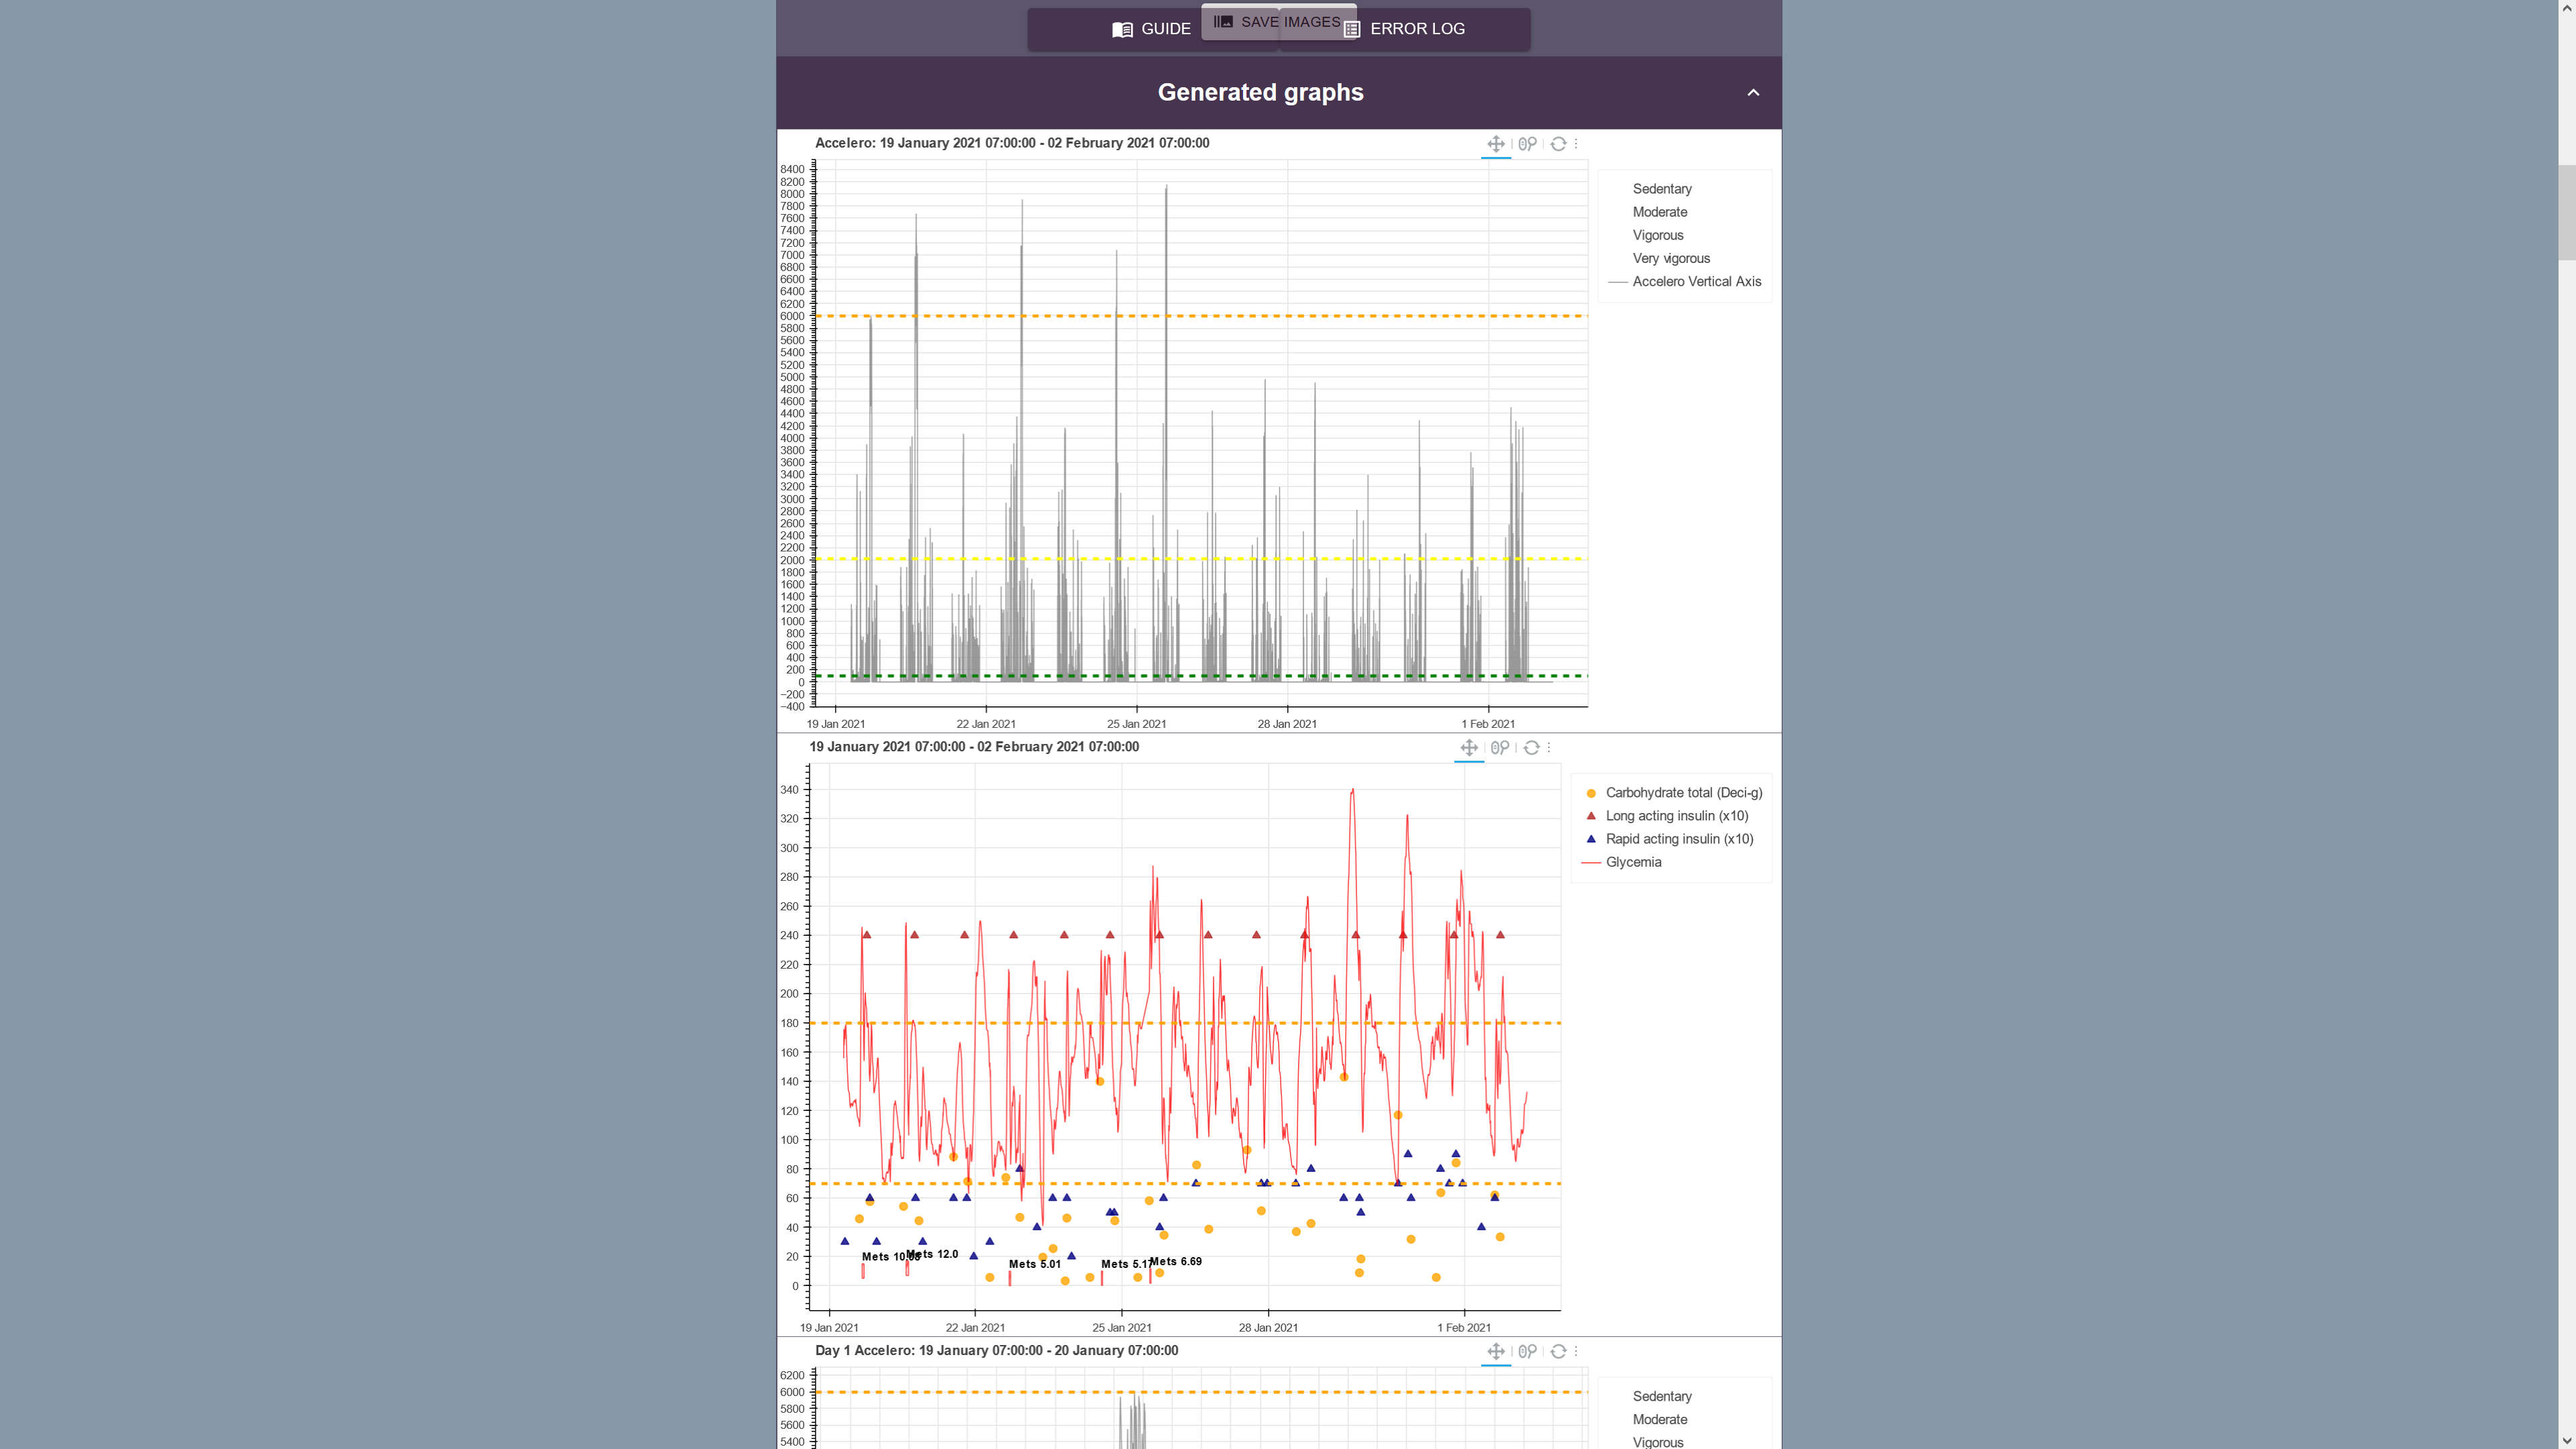 GUIDE
SAVE IMAGES
ERROR LOG
Generated graphs
Accelero: 19 January 2021 07:00:00 - 02 February 2021 07:00:00
8400
8200
8000
7800
7600
7400
7200
7000
6800
6600
6400
6200
6000
5800
5600
5400
5200
5000
4800
4600
4400
4200
4000
3800
3600
3400
3200
3000
2800
2600
2400
2200
2000
1800
1600
1400
1200
1000
800
600
400
200
0
−200
−400
19 Jan 2021
22 Jan 2021
25 Jan 2021
28 Jan 2021
1 Feb 2021
Sedentary
Moderate
Vigorous
Very vigorous
Accelero Vertical Axis
19 January 2021 07:00:00 - 02 February 2021 07:00:00
340
320
300
280
260
240
220
200
180
160
140
120
100
80
60
40
20
0
Mets 10.08
Mets 12.0
Mets 5.01
Mets 5.17
Mets 6.69
19 Jan 2021
22 Jan 2021
25 Jan 2021
28 Jan 2021
1 Feb 2021
Carbohydrate total (Deci-g)
Long acting insulin (x10)
Rapid acting insulin (x10)
Glycemia
Day 1 Accelero: 19 January 07:00:00 - 20 January 07:00:00
6200
6000
5800
5600
5400
Sedentary
Moderate
Vigorous